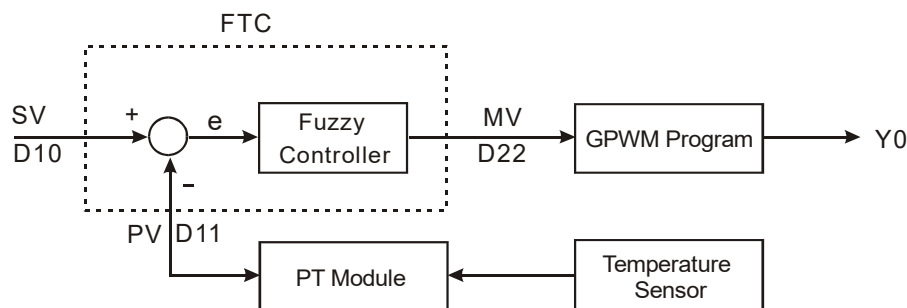 FTC
SV
D10
+
e
Fuzzy
Controller
MV
D22
GPWM Program
Y0
−
PV
D11
PT Module
Temperature
Sensor